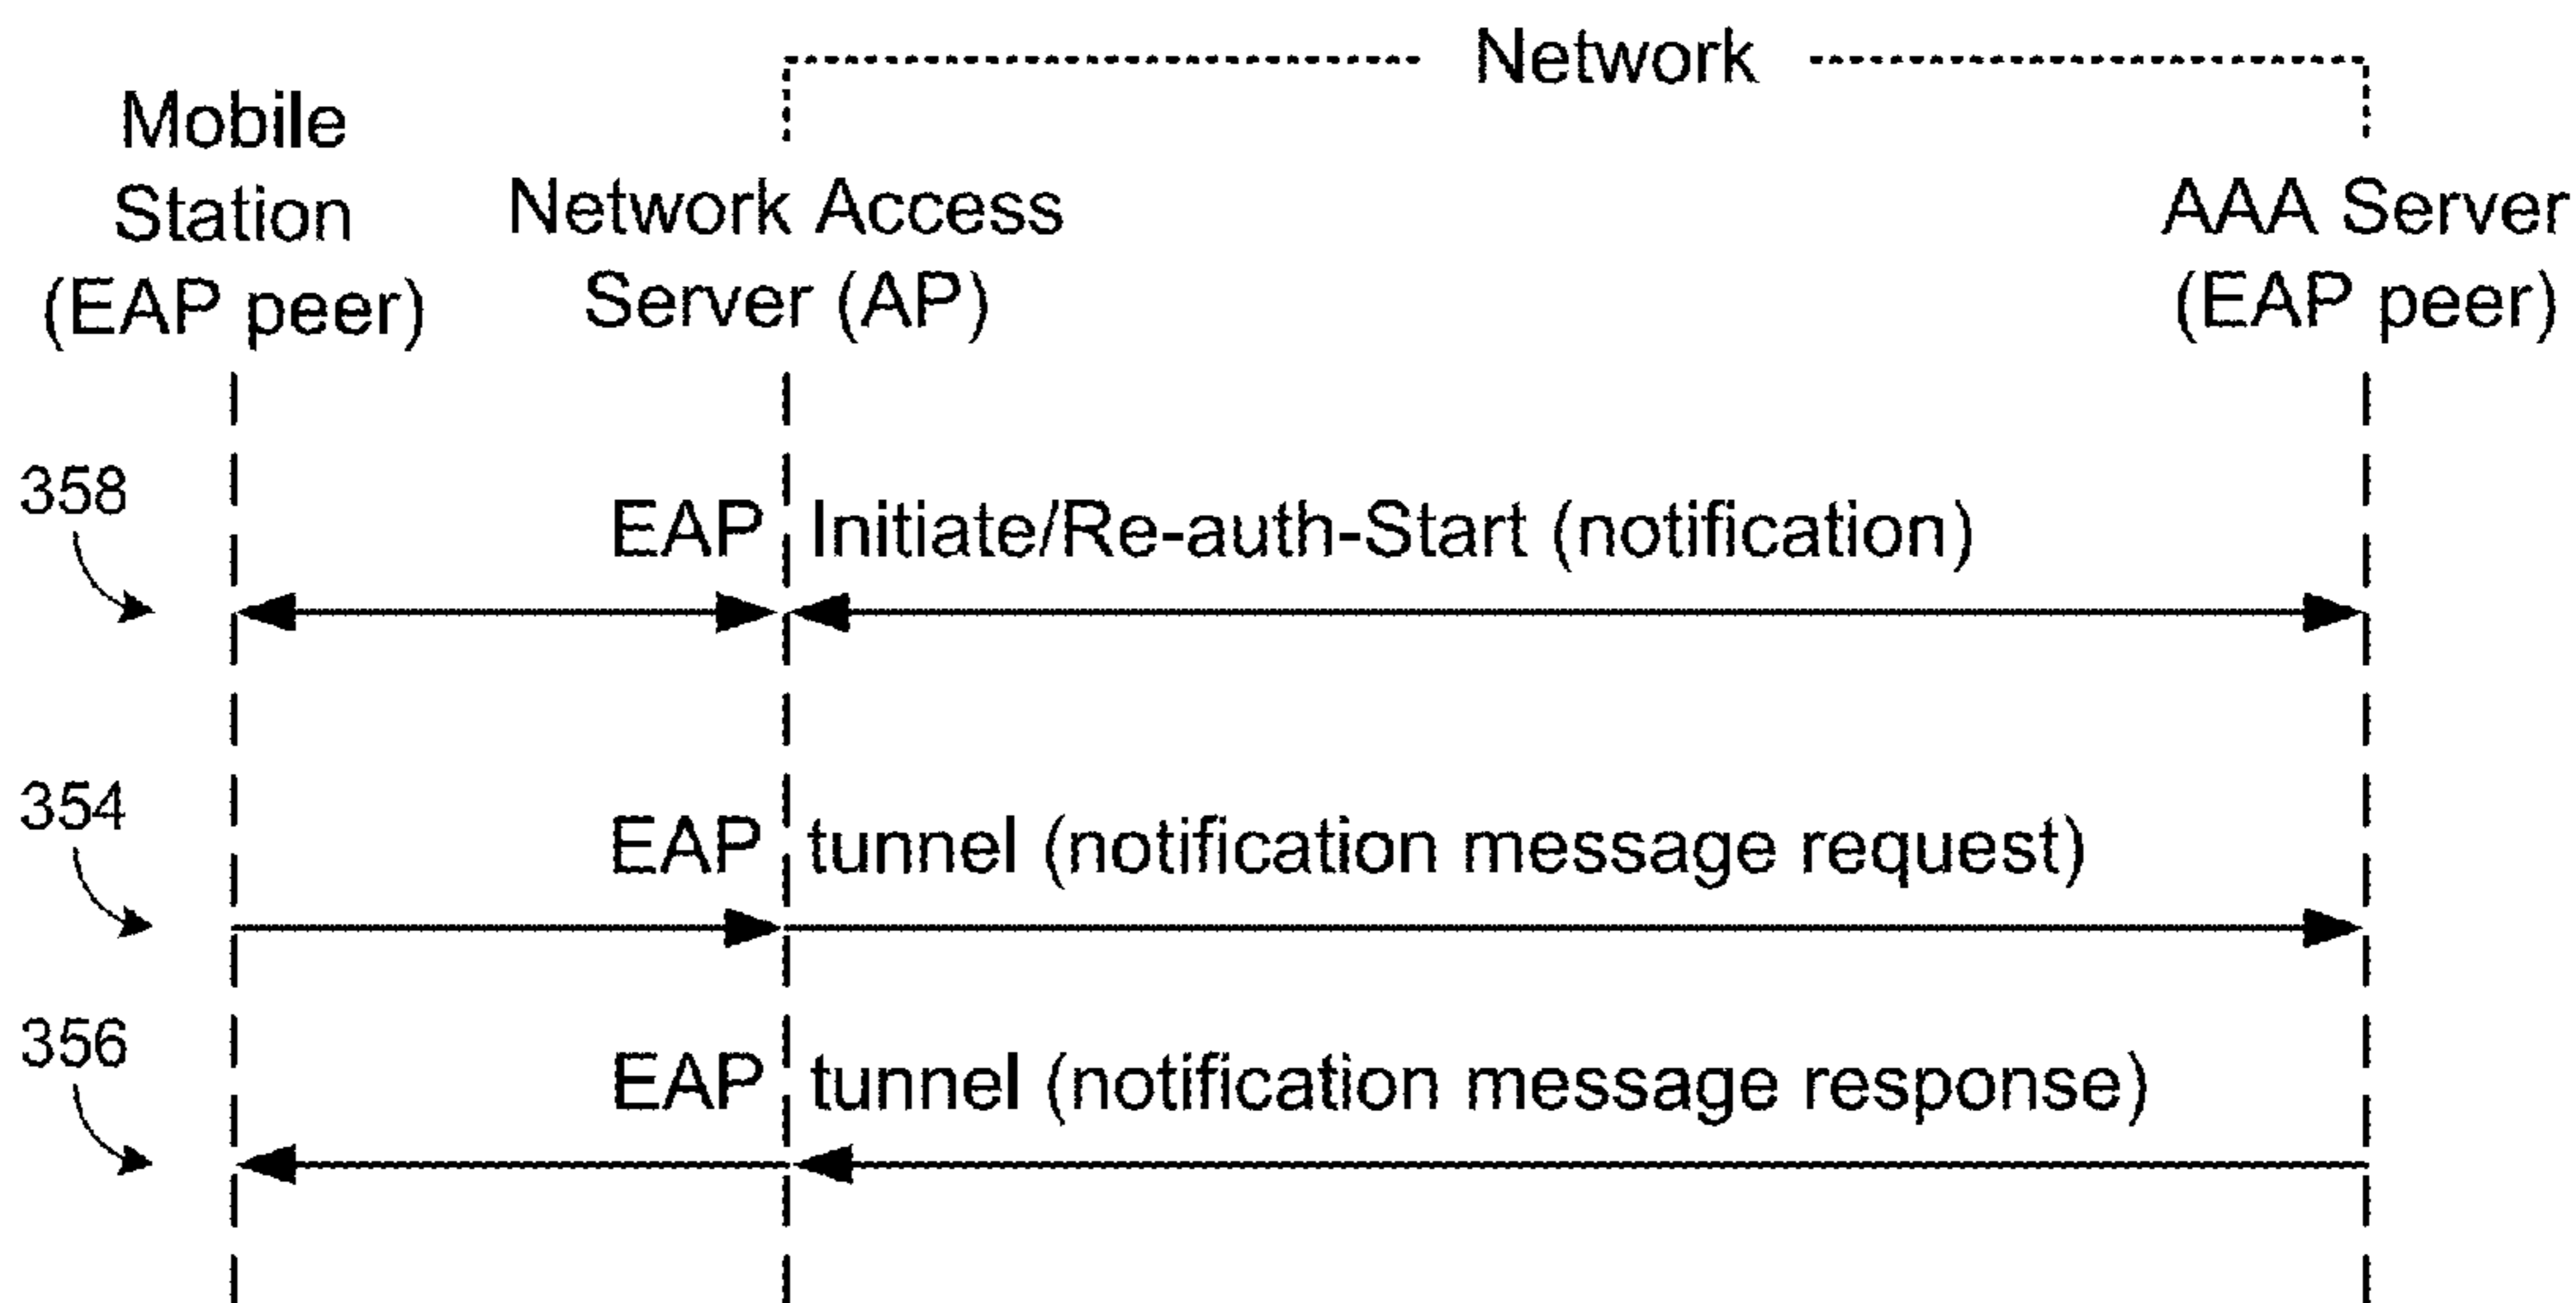 Network
Mobile
Station
(EAP peer)
Network Access
Server (AP)
AAA Server
(EAP peer)
358
EAP Initiate/Re-auth-Start (notification)
354
EAP tunnel (notification message request)
356
EAP tunnel (notification message response)